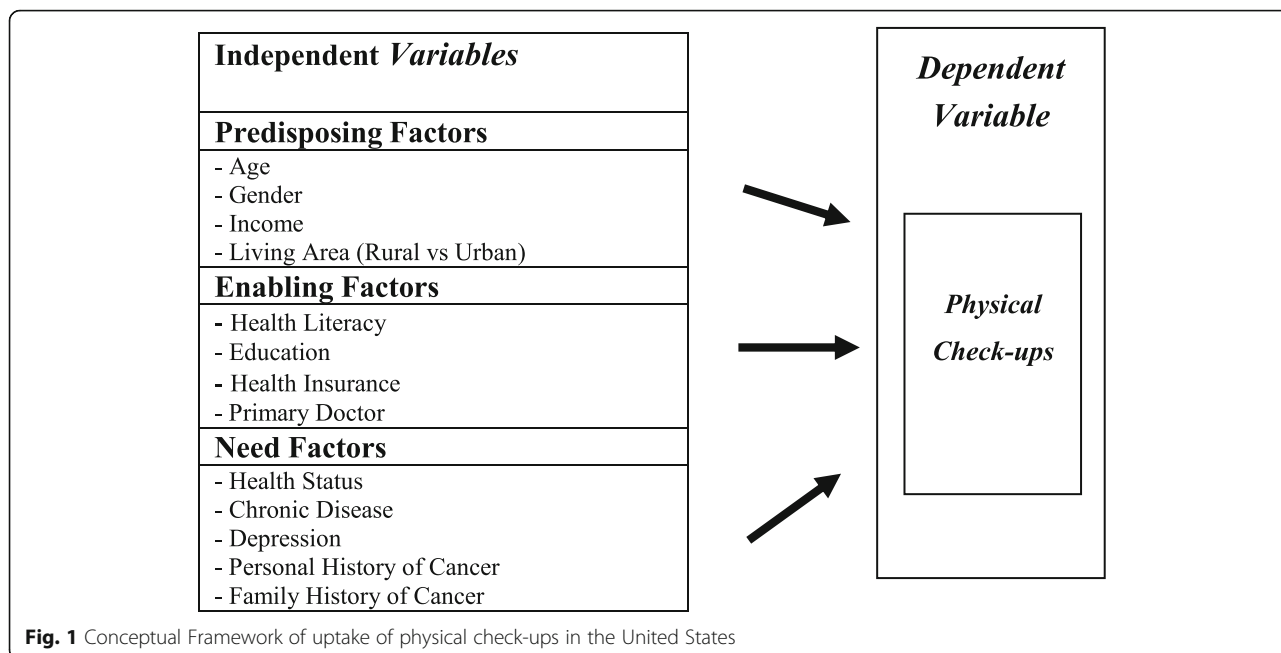 Independent Variables
Predisposing Factors
- Age
- Gender
- Income
- Living Area (Rural vs Urban)
Enabling Factors
- Health Literacy
- Education
- Health Insurance
- Primary Doctor
Need Factors
- Health Status
- Chronic Disease
- Depression
- Personal History of Cancer
- Family History of Cancer
Dependent
Variable
Physical
Check-ups
Fig. 1 Conceptual Framework of uptake of physical check-ups in the United States